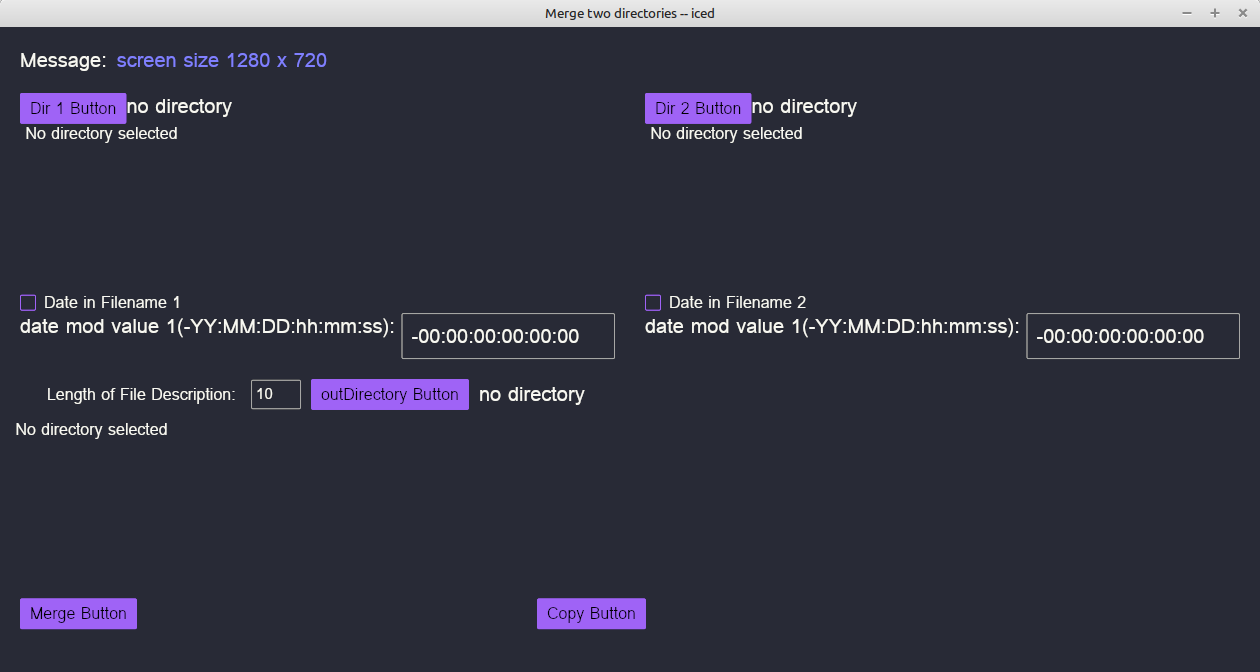 Merge two directories -- iced
Message: screen size 1280 x 720
Dir 1 Button no directory Dir 2 Button no directory
No directory selected No directory selected
Date in Filename 1 Date in Filename 2
date mod value 1(-YY:MM:DD:hh:mm:ss): -00:00:00:00:00:00 date mod value 1(-YY:MM:DD:hh:mm:ss): -00:00:00:00:00:00
Length of File Description: 10 outDirectory Button no directory
No directory selected
Merge Button Copy Button